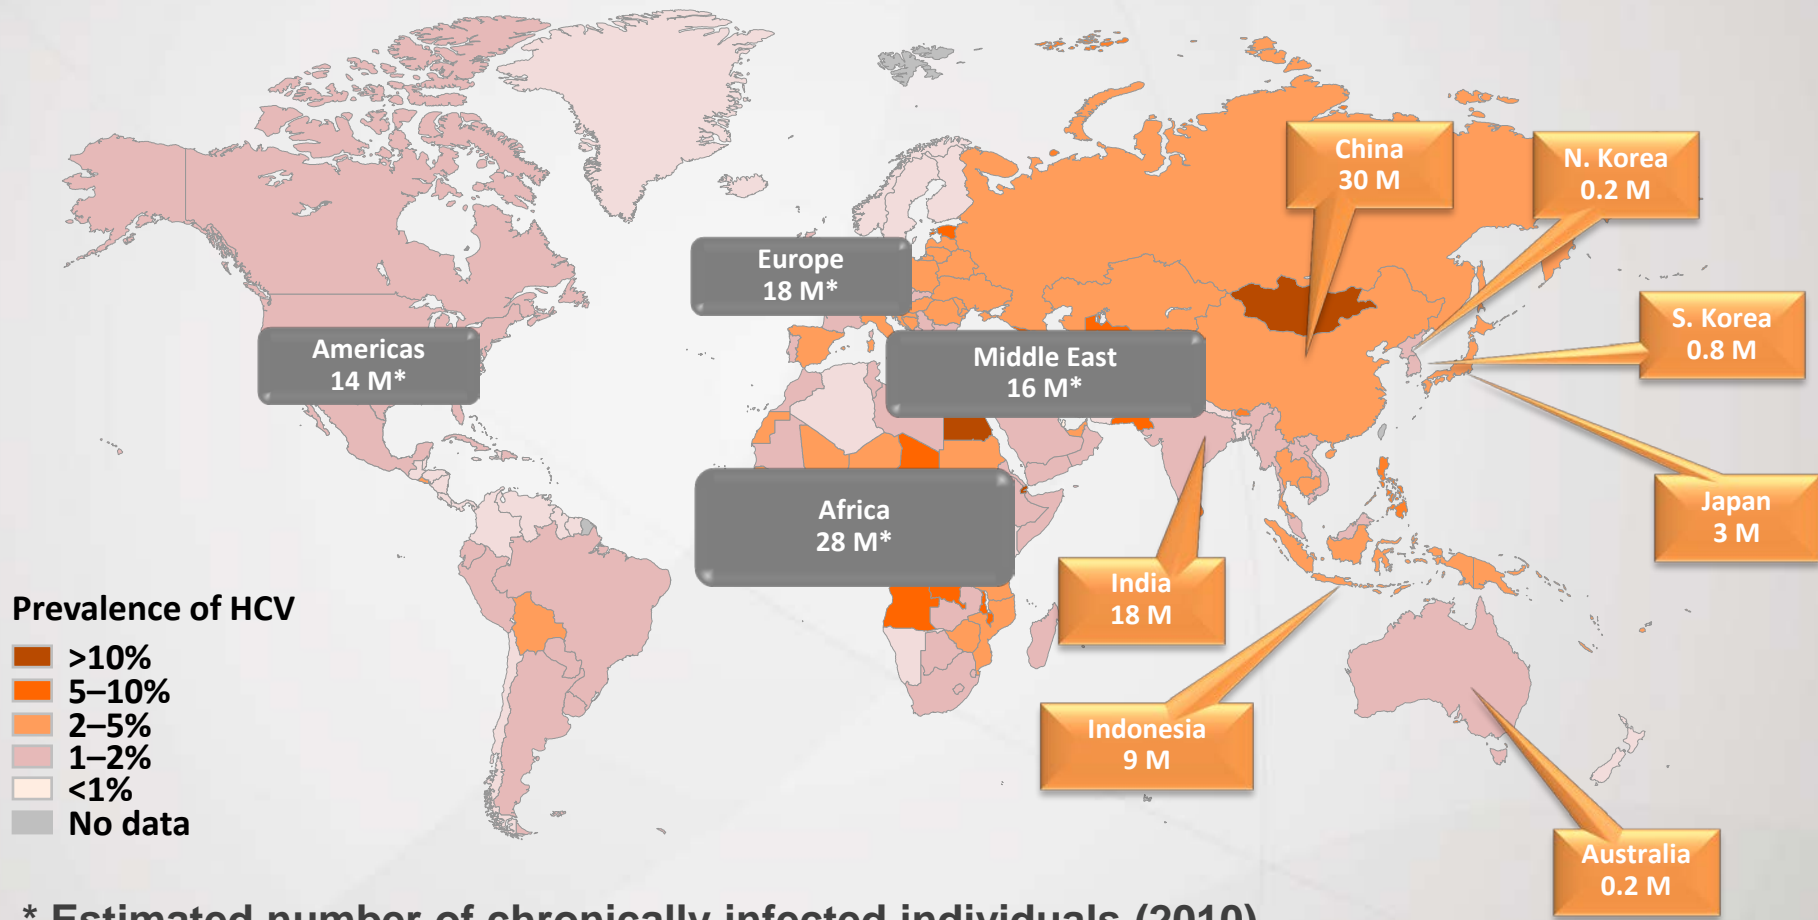 China
30 M
N. Korea
0.2 M
Europe
18 M*
S. Korea
0.8 M
Americas
14 M*
Middle East
16 M*
Africa
28 M*
Japan
3 M
India
18 M
Indonesia
9 M
Australia
0.2 M
Prevalence of HCV
>10%
5–10%
2–5%
1–2%
<1%
No data
* Estimated number of chronically infected individuals (2010)